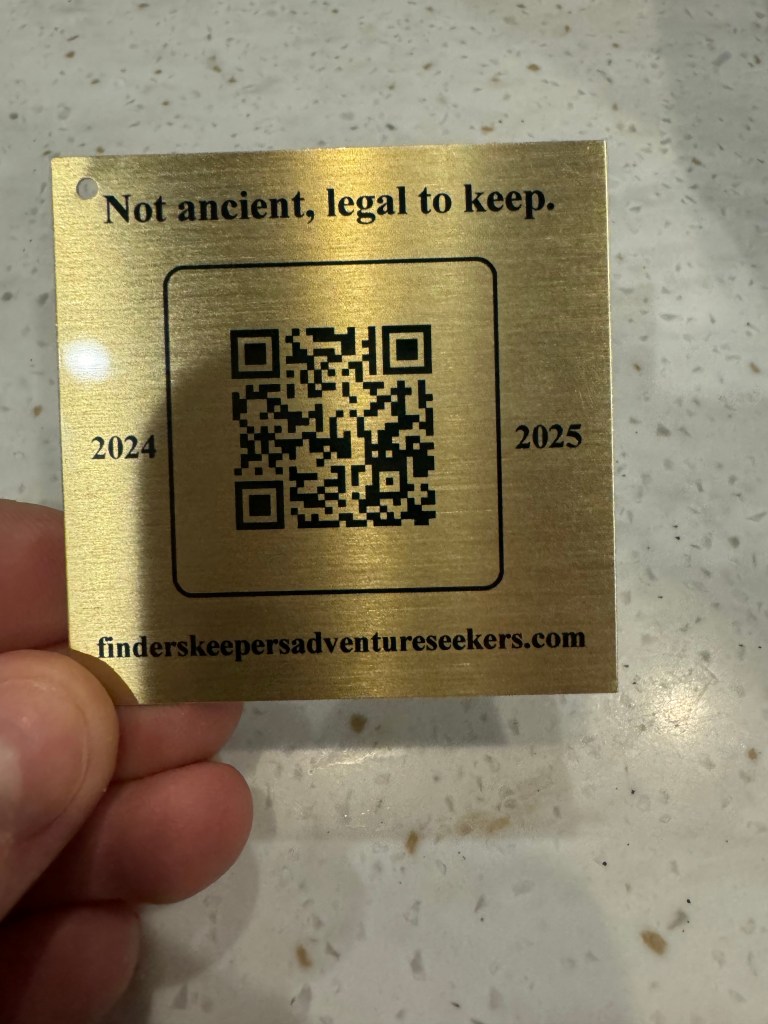 Not ancient, legal to keep.
2024
2025
finderskeepersadventureseekers.com